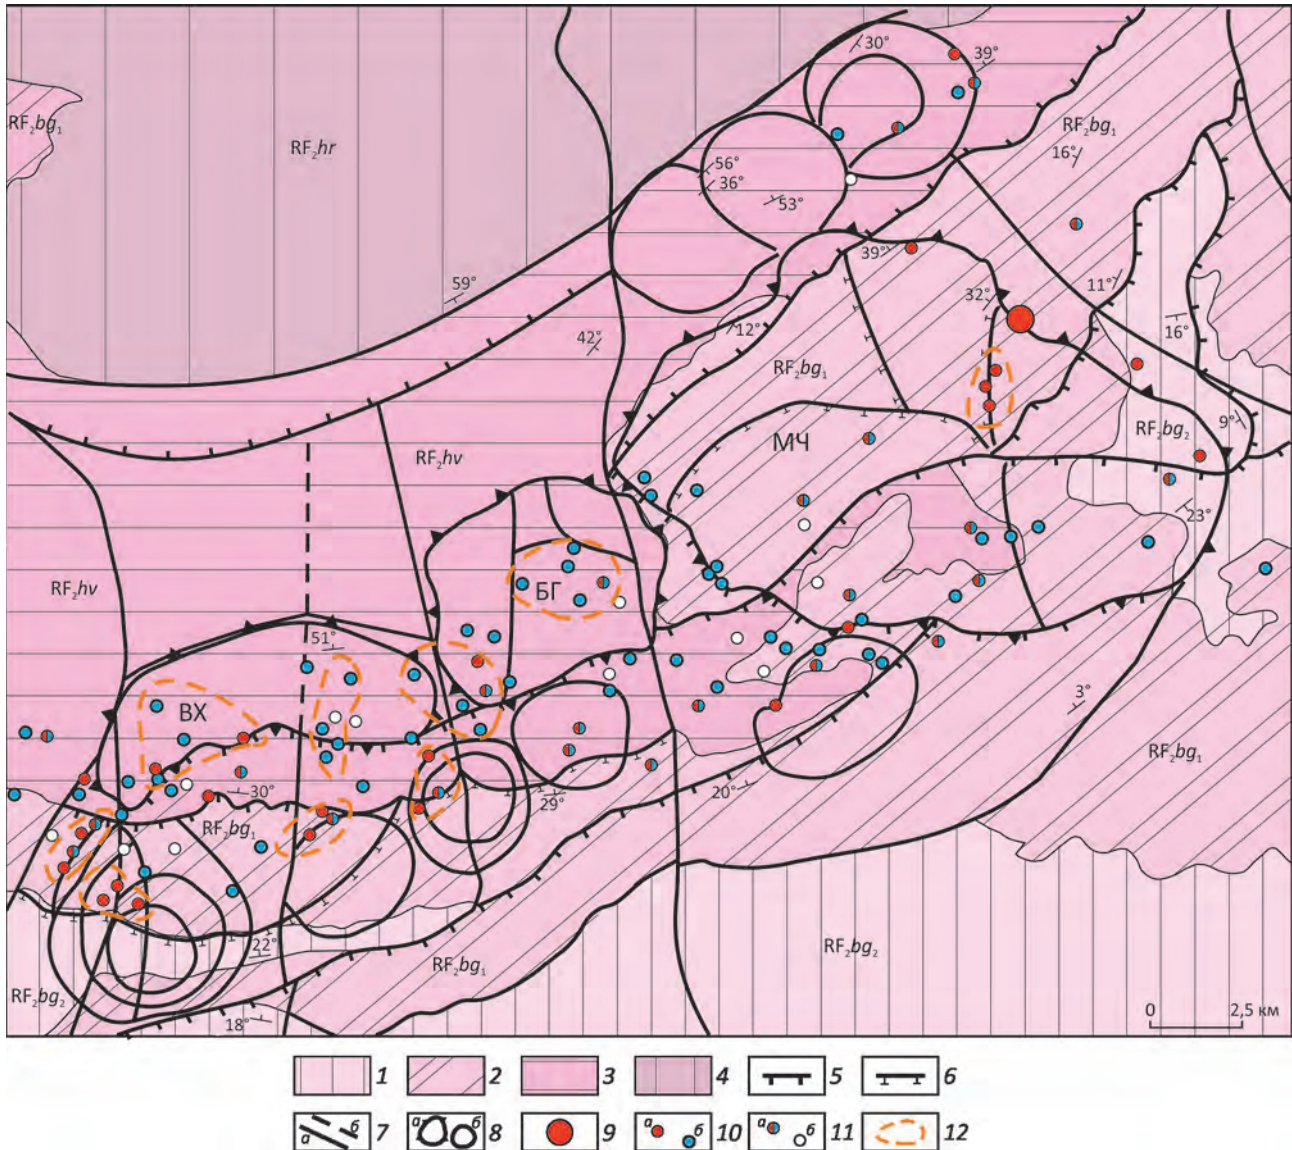 30°
39°
RF₂bg₁
RF₂bg₁
RF₂hr
16°
56°
36°
53°
39°
59°
11°
32°
12°
16°
42°
RF₂bg₁
9°
RF₂bg₂
МЧ
RF₂hv
23°
RF₂hv
БГ
51°
3°
ВХ
RF₂bg₁
30°
20°
29°
RF₂bg₁
22°
RF₂bg₂
RF₂bg₁
RF₂bg₂
0 2,5 км
18°
1 2 3 4 5 6
а б 7 а б 8 9 а б 10 а б 11 12